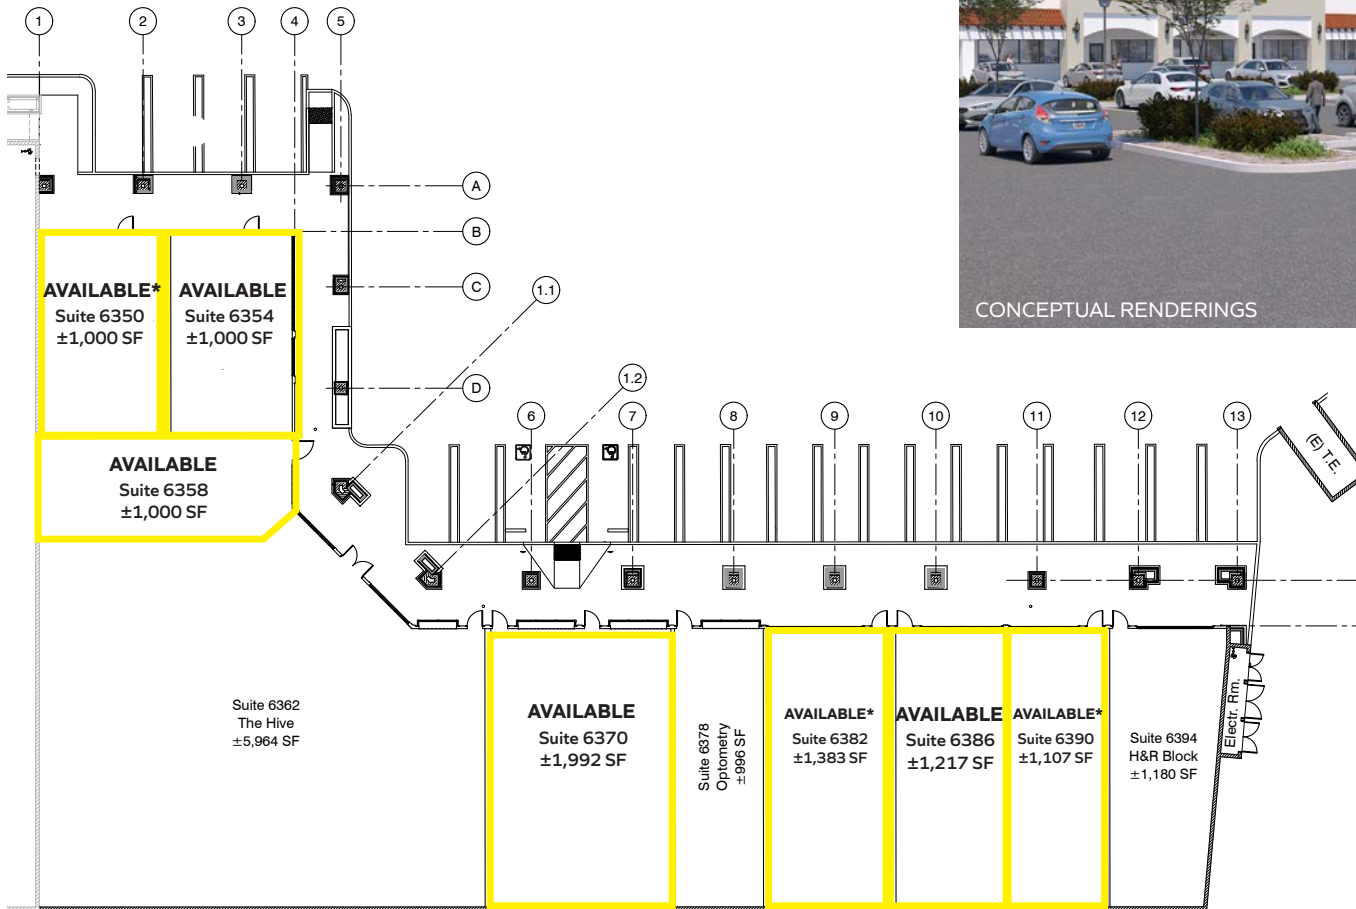 1
2
3
4
5
A
B
C
D
1.1
1.2
CONCEPTUAL RENDERINGS
AVAILABLE*
Suite 6350
±1,000 SF
AVAILABLE
Suite 6354
±1,000 SF
AVAILABLE
Suite 6358
±1,000 SF
6
7
8
9
10
11
12
13
(E) T.E.
Suite 6362
The Hive
±5,964 SF
AVAILABLE
Suite 6370
±1,992 SF
Suite 6378
Optometry
±996 SF
AVAILABLE*
Suite 6382
±1,383 SF
AVAILABLE
Suite 6386
±1,217 SF
AVAILABLE*
Suite 6390
±1,107 SF
Suite 6394
H&R Block
±1,180 SF
Electr. Rm.